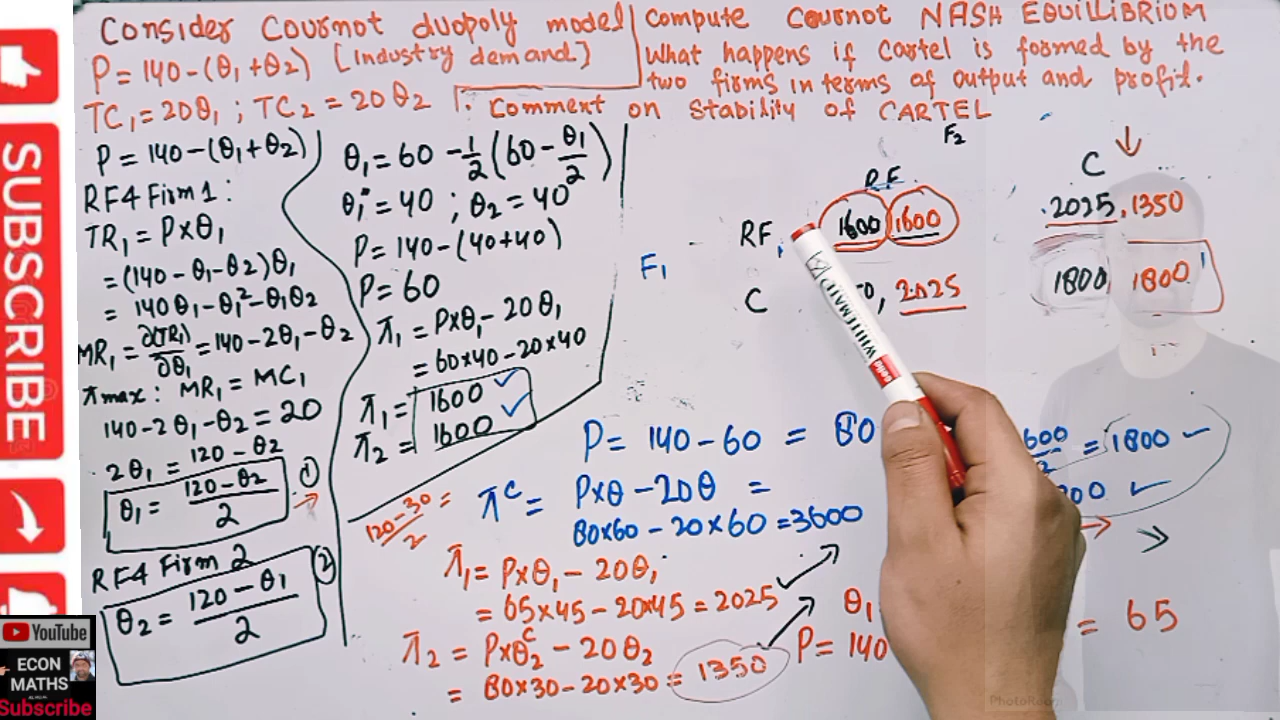 Consider Cournot duopoly model
P = 140 - (θ1 + θ2) [Industry demand]
TC1 = 20θ1 ; TC2 = 20θ2
Compute Cournot NASH EQUILIBRIOM
What happens if Cartel is formed by the
two firms in terms of output and profit.
Comment on Stability of CARTEL
P = 140 - (θ1 + θ2)
RF4 Firm 1:
TR1 = P×θ1
= (140 - θ1 - θ2)θ1
= 140θ1 - θ1² - θ1θ2
MR1 = ∂(TR1)/∂θ1 = 140 - 2θ1 - θ2
πmax: MR1 = MC1
140 - 2θ1 - θ2 = 20
2θ1 = 120 - θ2
θ1 = (120 - θ2)/2 ①
RF4 Firm 2 ②
θ2 = (120 - θ1)/2
θ1 = 60 - 1/2(60 - θ1/2)
θ1 = 40 ; θ2 = 40
P = 140 - (40+40)
P = 60
π1 = P×θ1 - 20θ1
= 60×40 - 20×40
π1 = 1600
π2 = 1600
F2
RF C
F1
RF 1600 1600 2025, 1350
C 0, 2025 1800, 1800
P = 140 - 60 = 80
πC = P×θ - 20θ =
80×60 - 20×60 = 3600
600/2 = 1800
00
120-30/2 =
π1 = P×θ1 - 20θ1
= 65×45 - 20×45 = 2025
π2 = P×θ2C - 20θ2
= 80×30 - 20×30 = 1350
θ1
P = 140 = 65
SUBSCRIBE
YouTube
ECON
MATHS
Subscribe
WHITEMATE
PhotoRoom